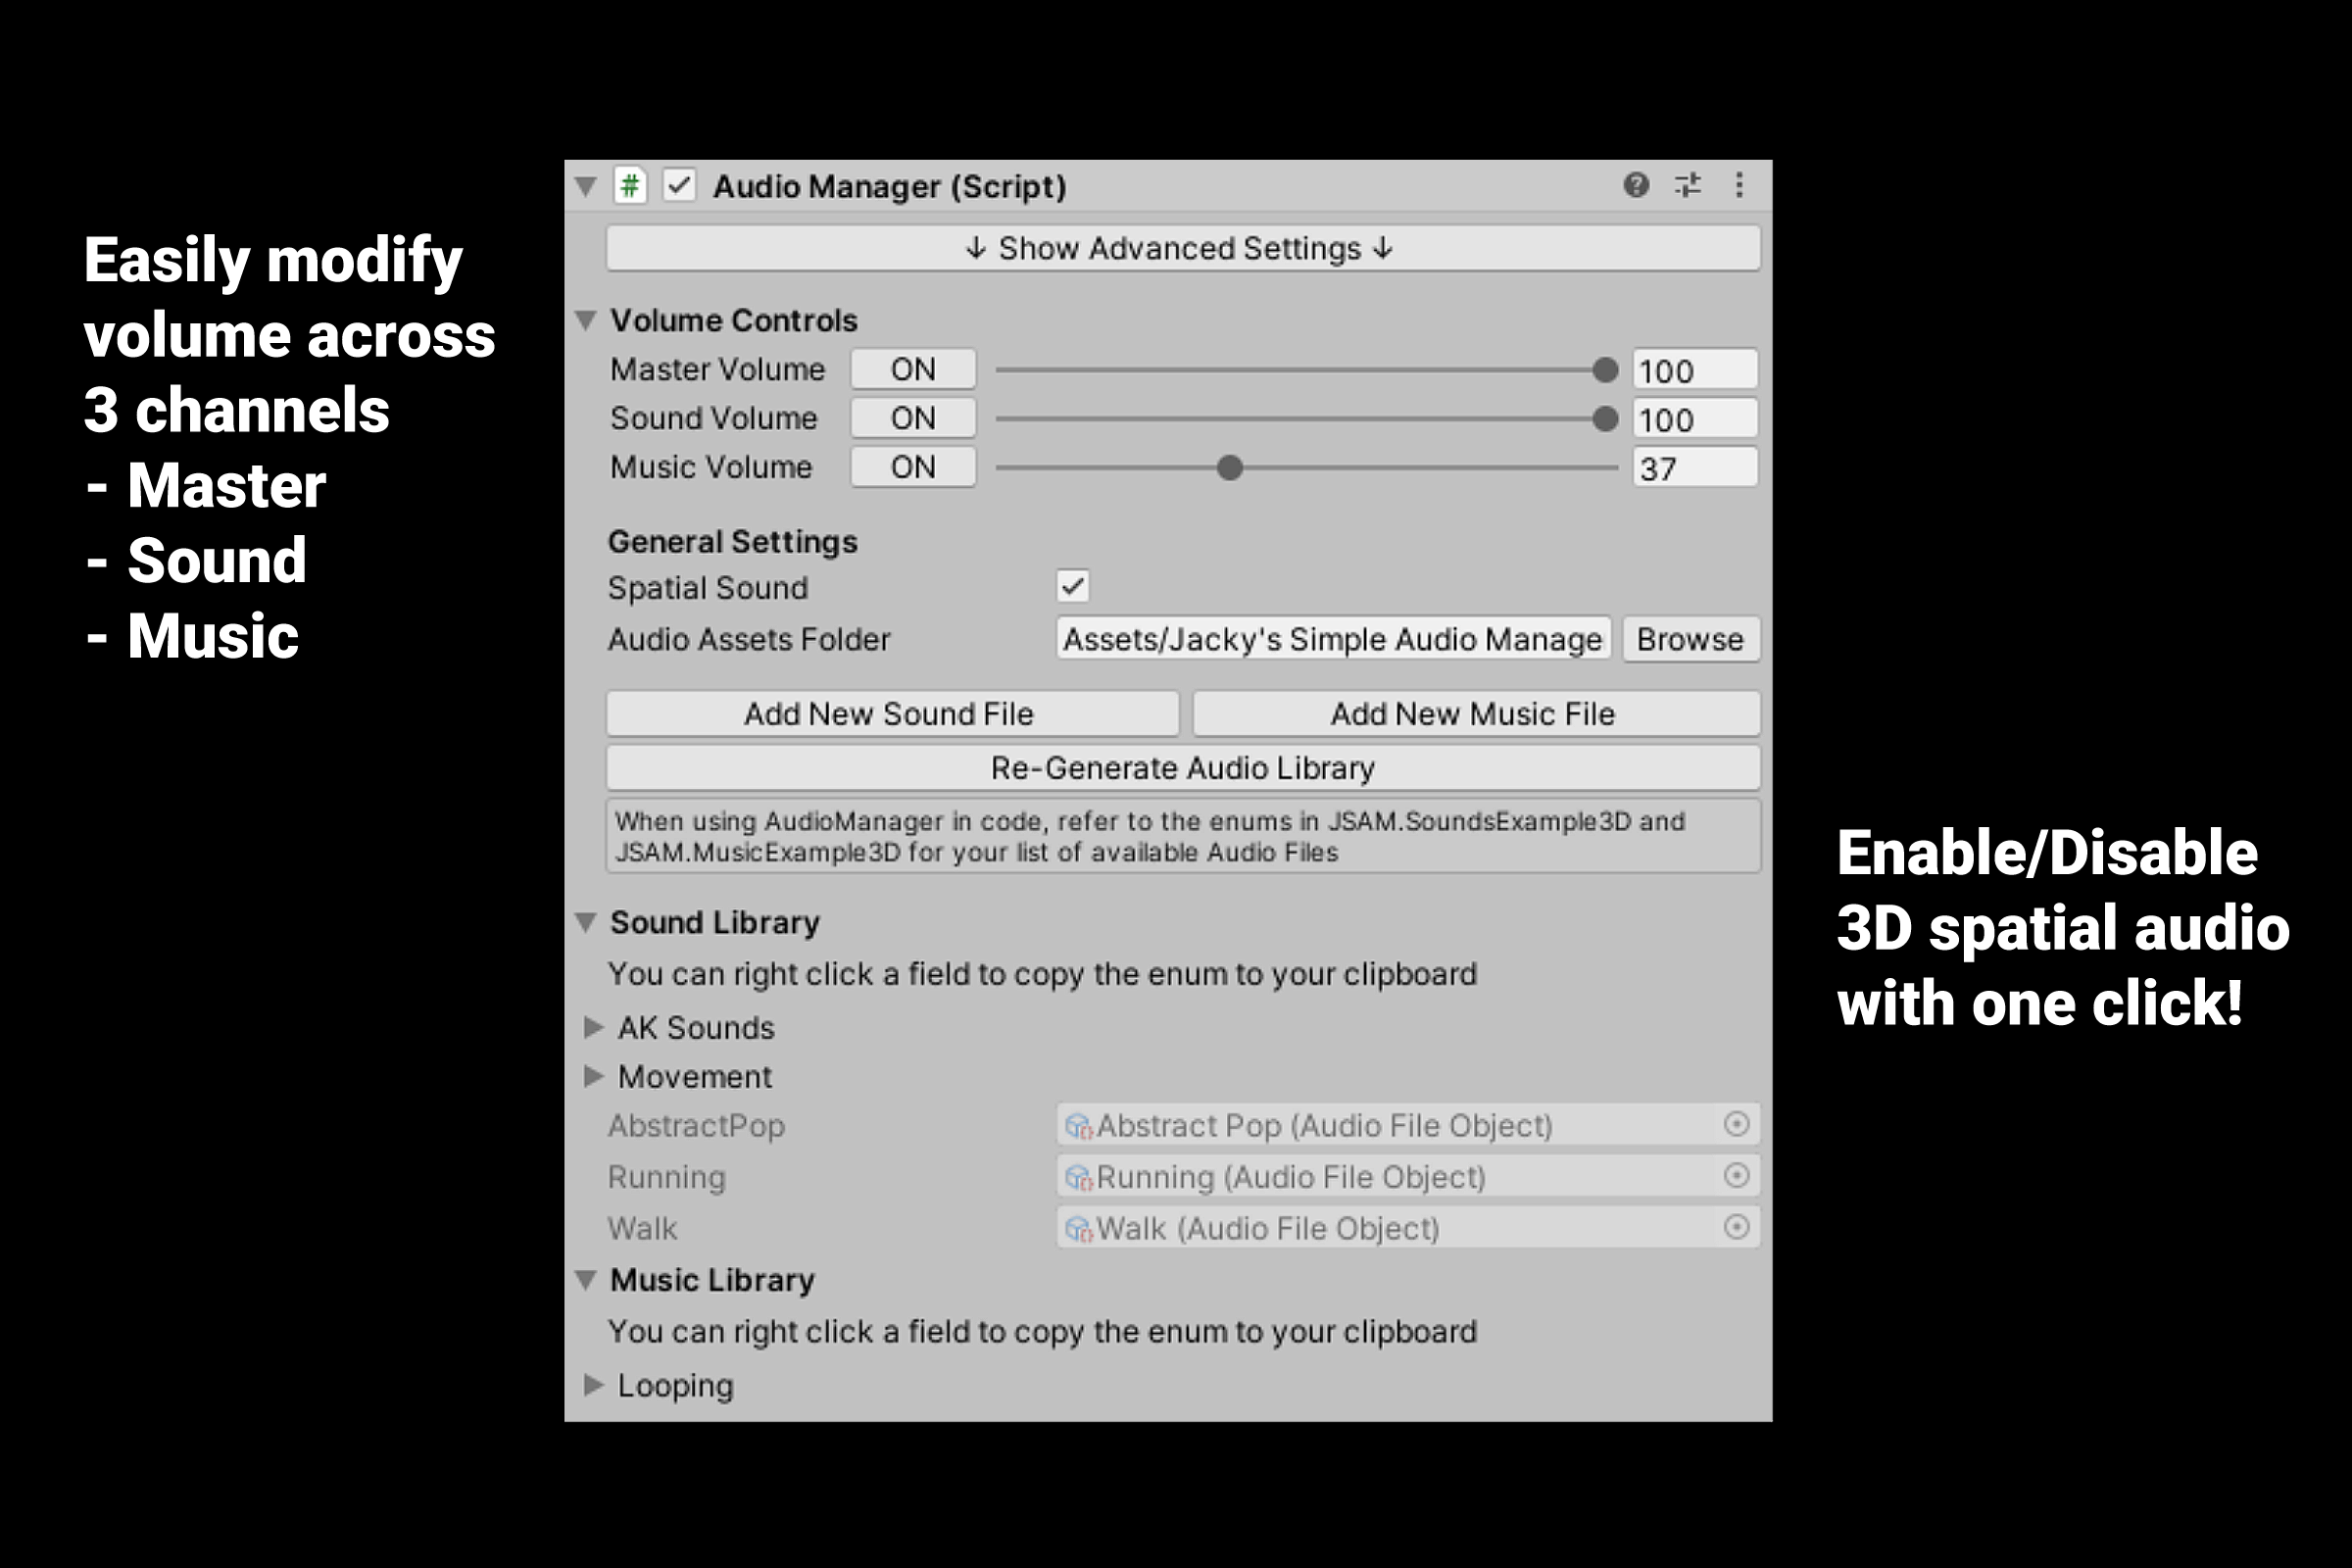 Easily modify
volume across
3 channels
- Master
- Sound
- Music
# Audio Manager (Script)
↓ Show Advanced Settings ↓
Volume Controls
Master Volume ON 100
Sound Volume ON 100
Music Volume ON 37
General Settings
Spatial Sound
Audio Assets Folder Assets/Jacky's Simple Audio Manage Browse
Add New Sound File Add New Music File
Re-Generate Audio Library
When using AudioManager in code, refer to the enums in JSAM.SoundsExample3D and
JSAM.MusicExample3D for your list of available Audio Files
Sound Library
You can right click a field to copy the enum to your clipboard
AK Sounds
Movement
AbstractPop Abstract Pop (Audio File Object)
Running Running (Audio File Object)
Walk Walk (Audio File Object)
Music Library
You can right click a field to copy the enum to your clipboard
Looping
Enable/Disable
3D spatial audio
with one click!